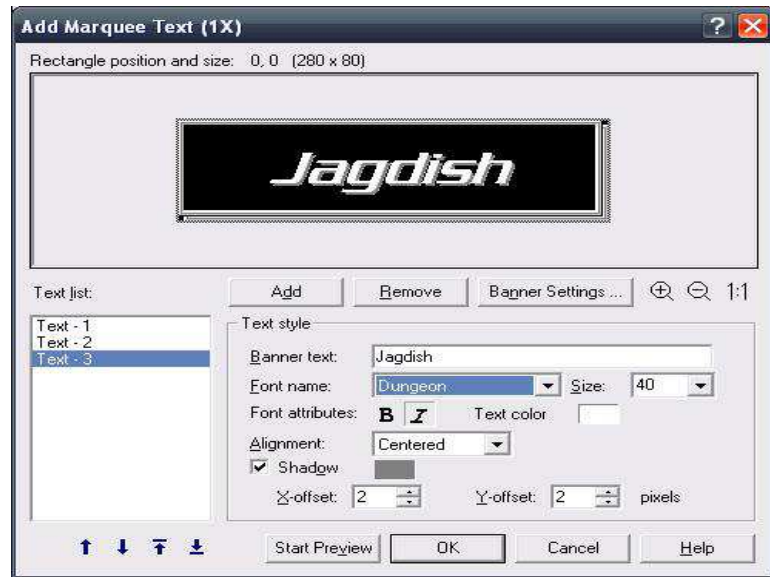 Add Marquee Text (1X)
Rectangle position and size: 0, 0 (280 x 80)
Jagdish
Text list:
Add Remove Banner Settings ... 1:1
Text - 1
Text - 2
Text - 3
Text style
Banner text: Jagdish
Font name: Dungeon Size: 40
Font attributes: B I Text color
Alignment: Centered
Shadow
X-offset: 2 Y-offset: 2 pixels
Start Preview OK Cancel Help